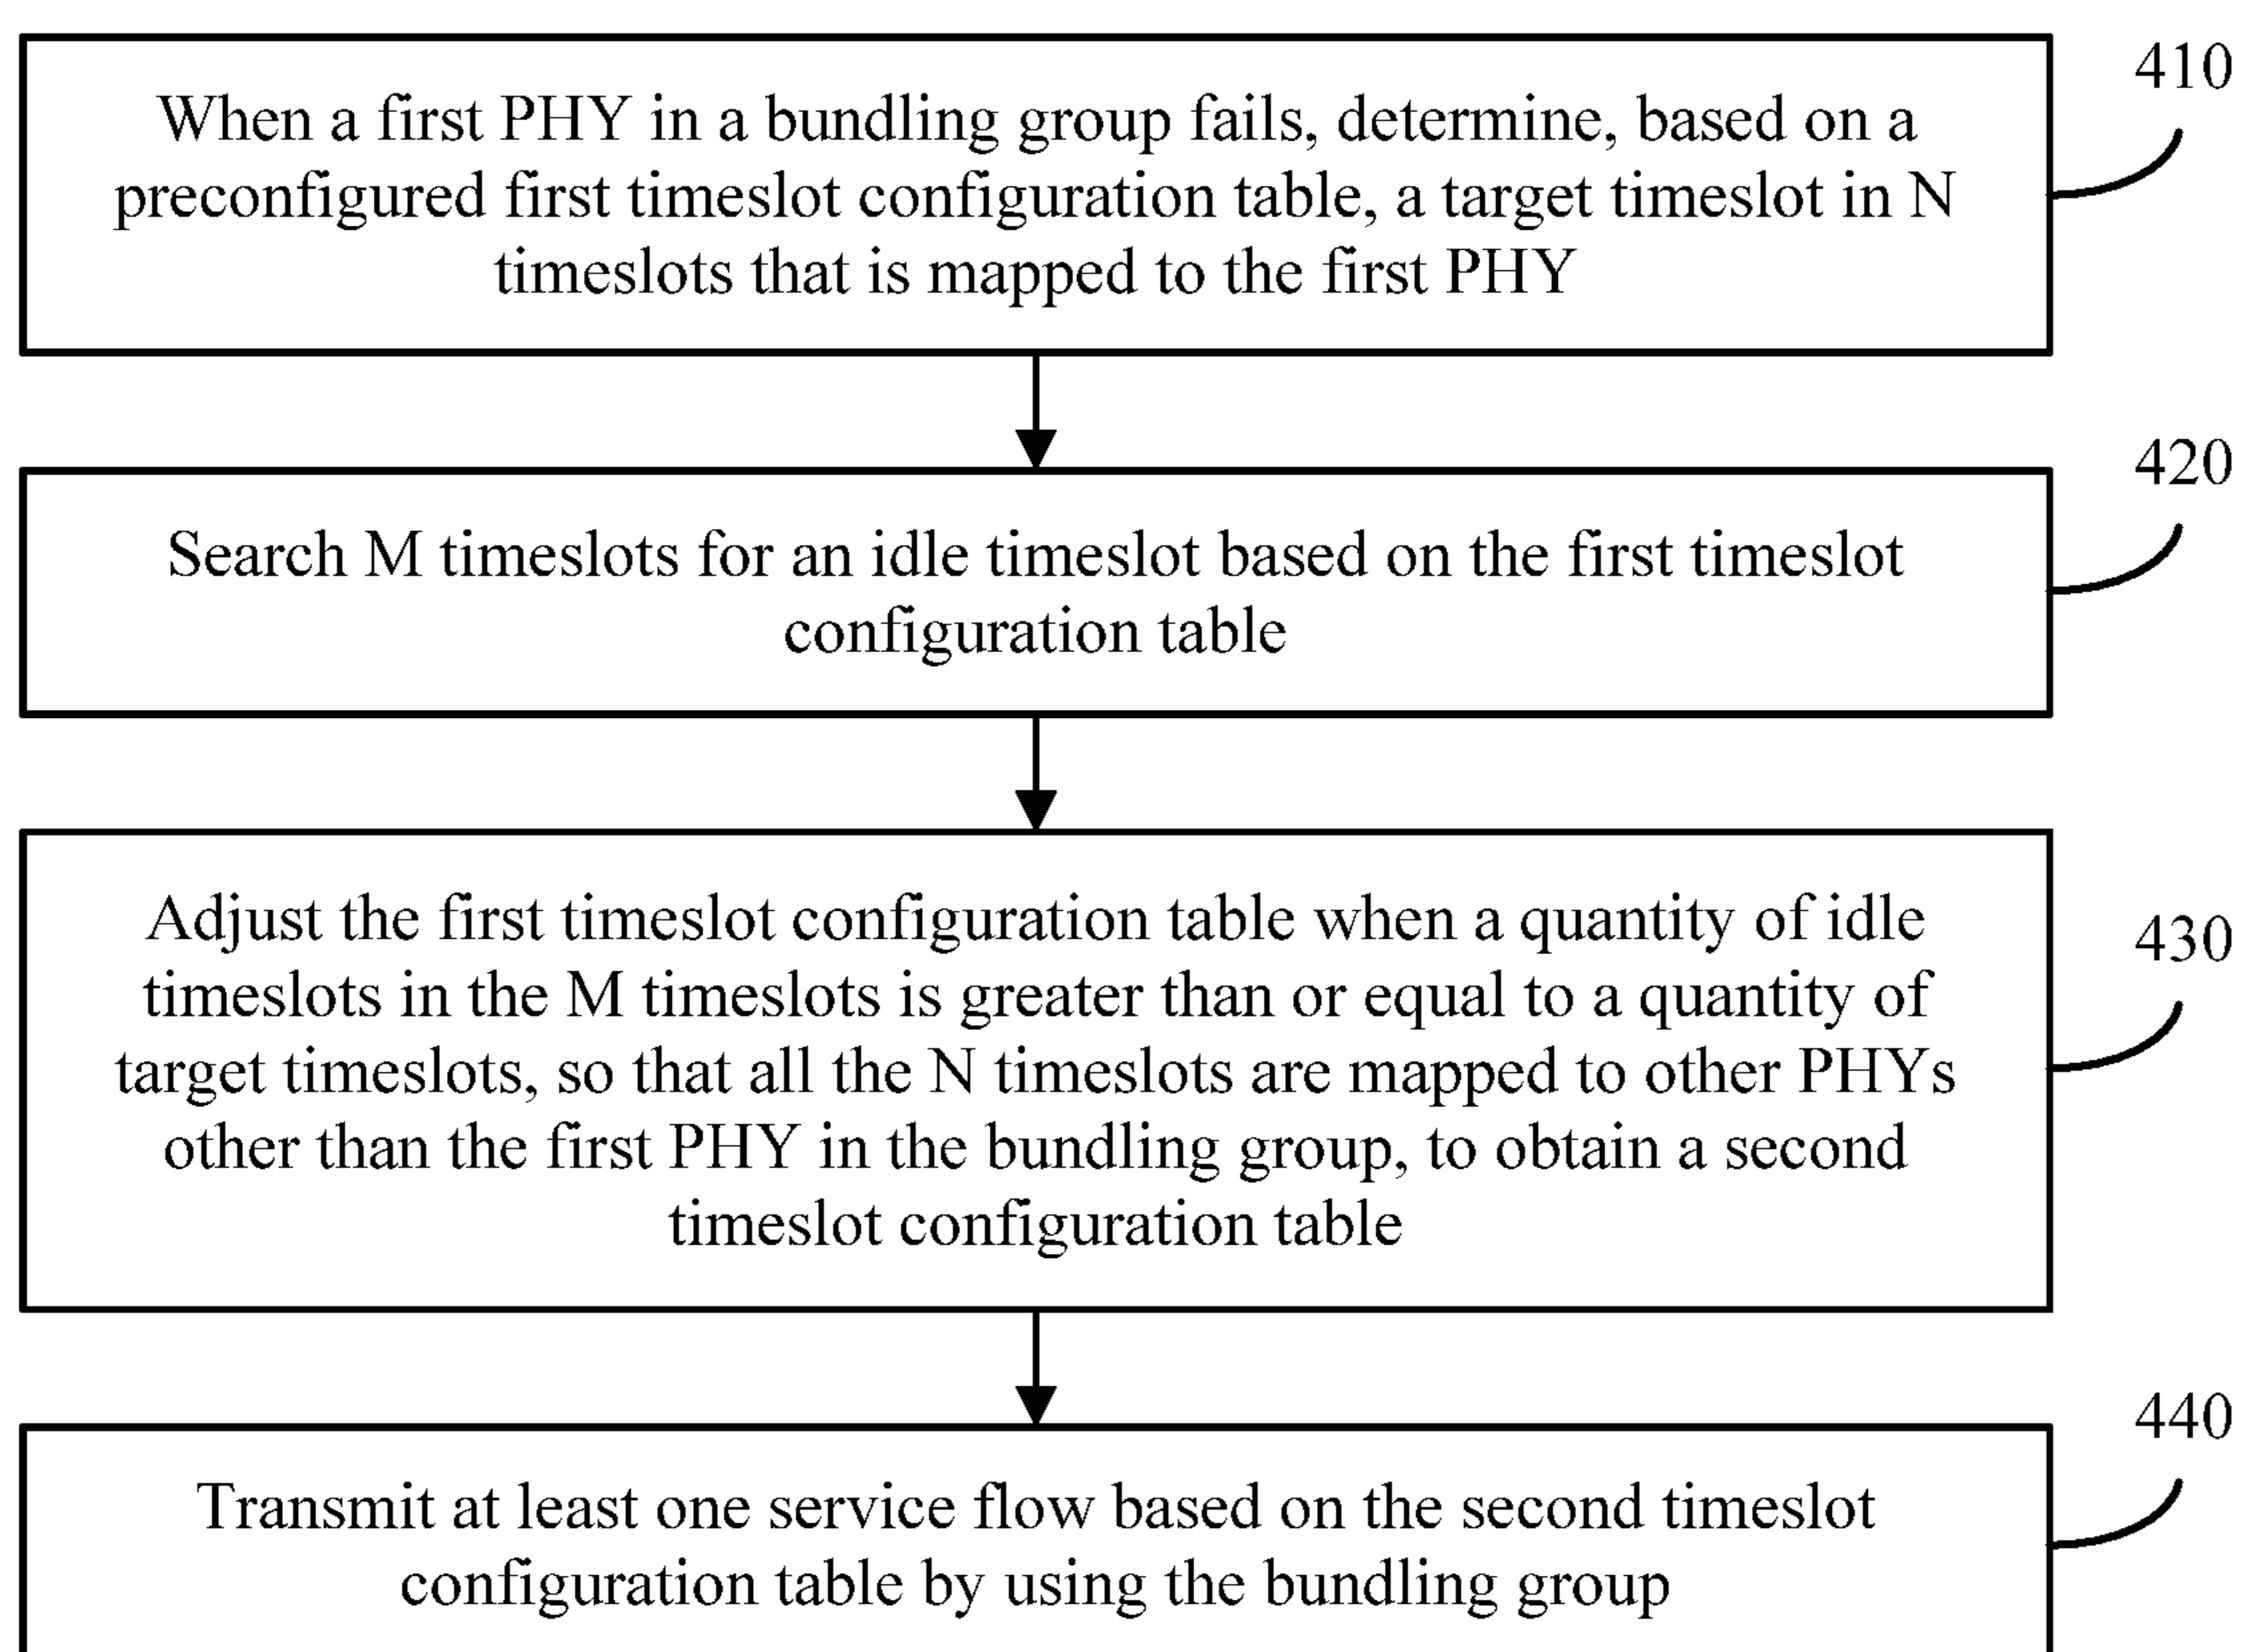 410
When a first PHY in a bundling group fails, determine, based on a
preconfigured first timeslot configuration table, a target timeslot in N
timeslots that is mapped to the first PHY
420
Search M timeslots for an idle timeslot based on the first timeslot
configuration table
430
Adjust the first timeslot configuration table when a quantity of idle
timeslots in the M timeslots is greater than or equal to a quantity of
target timeslots, so that all the N timeslots are mapped to other PHYs
other than the first PHY in the bundling group, to obtain a second
timeslot configuration table
440
Transmit at least one service flow based on the second timeslot
configuration table by using the bundling group